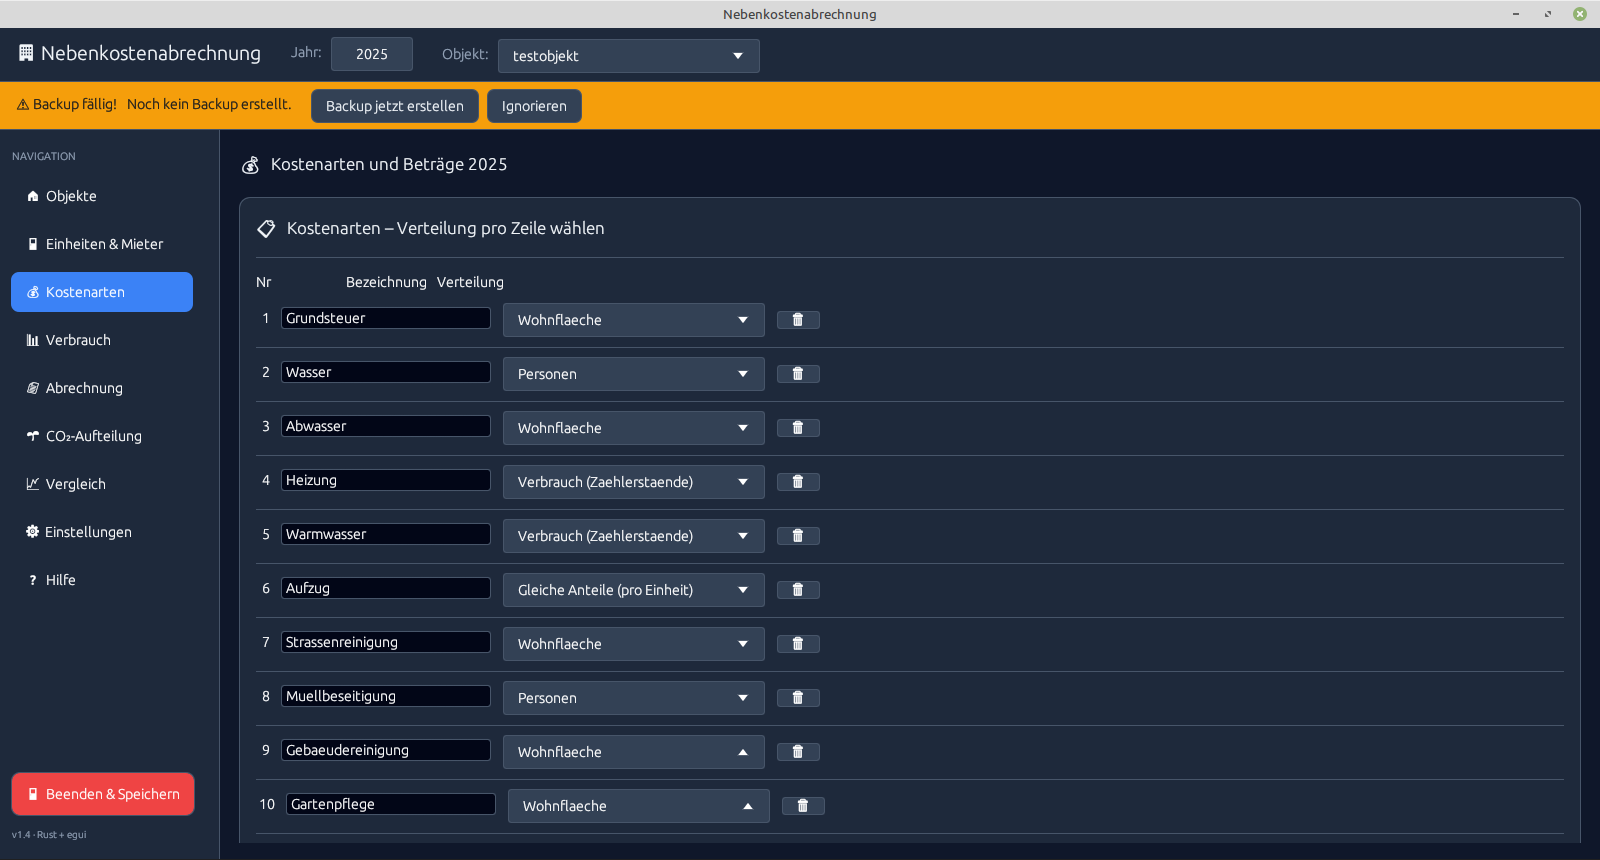 Nebenkostenabrechnung
Nebenkostenabrechnung Jahr: 2025 Objekt: testobjekt
⚠ Backup fällig! Noch kein Backup erstellt. Backup jetzt erstellen Ignorieren
NAVIGATION
Objekte
Einheiten & Mieter
Kostenarten
Verbrauch
Abrechnung
CO₂-Aufteilung
Vergleich
Einstellungen
? Hilfe
Beenden & Speichern
v1.4 · Rust + egui
Kostenarten und Beträge 2025
Kostenarten – Verteilung pro Zeile wählen
Nr Bezeichnung Verteilung
1 Grundsteuer Wohnflaeche
2 Wasser Personen
3 Abwasser Wohnflaeche
4 Heizung Verbrauch (Zaehlerstaende)
5 Warmwasser Verbrauch (Zaehlerstaende)
6 Aufzug Gleiche Anteile (pro Einheit)
7 Strassenreinigung Wohnflaeche
8 Muellbeseitigung Personen
9 Gebaeudereinigung Wohnflaeche
10 Gartenpflege Wohnflaeche